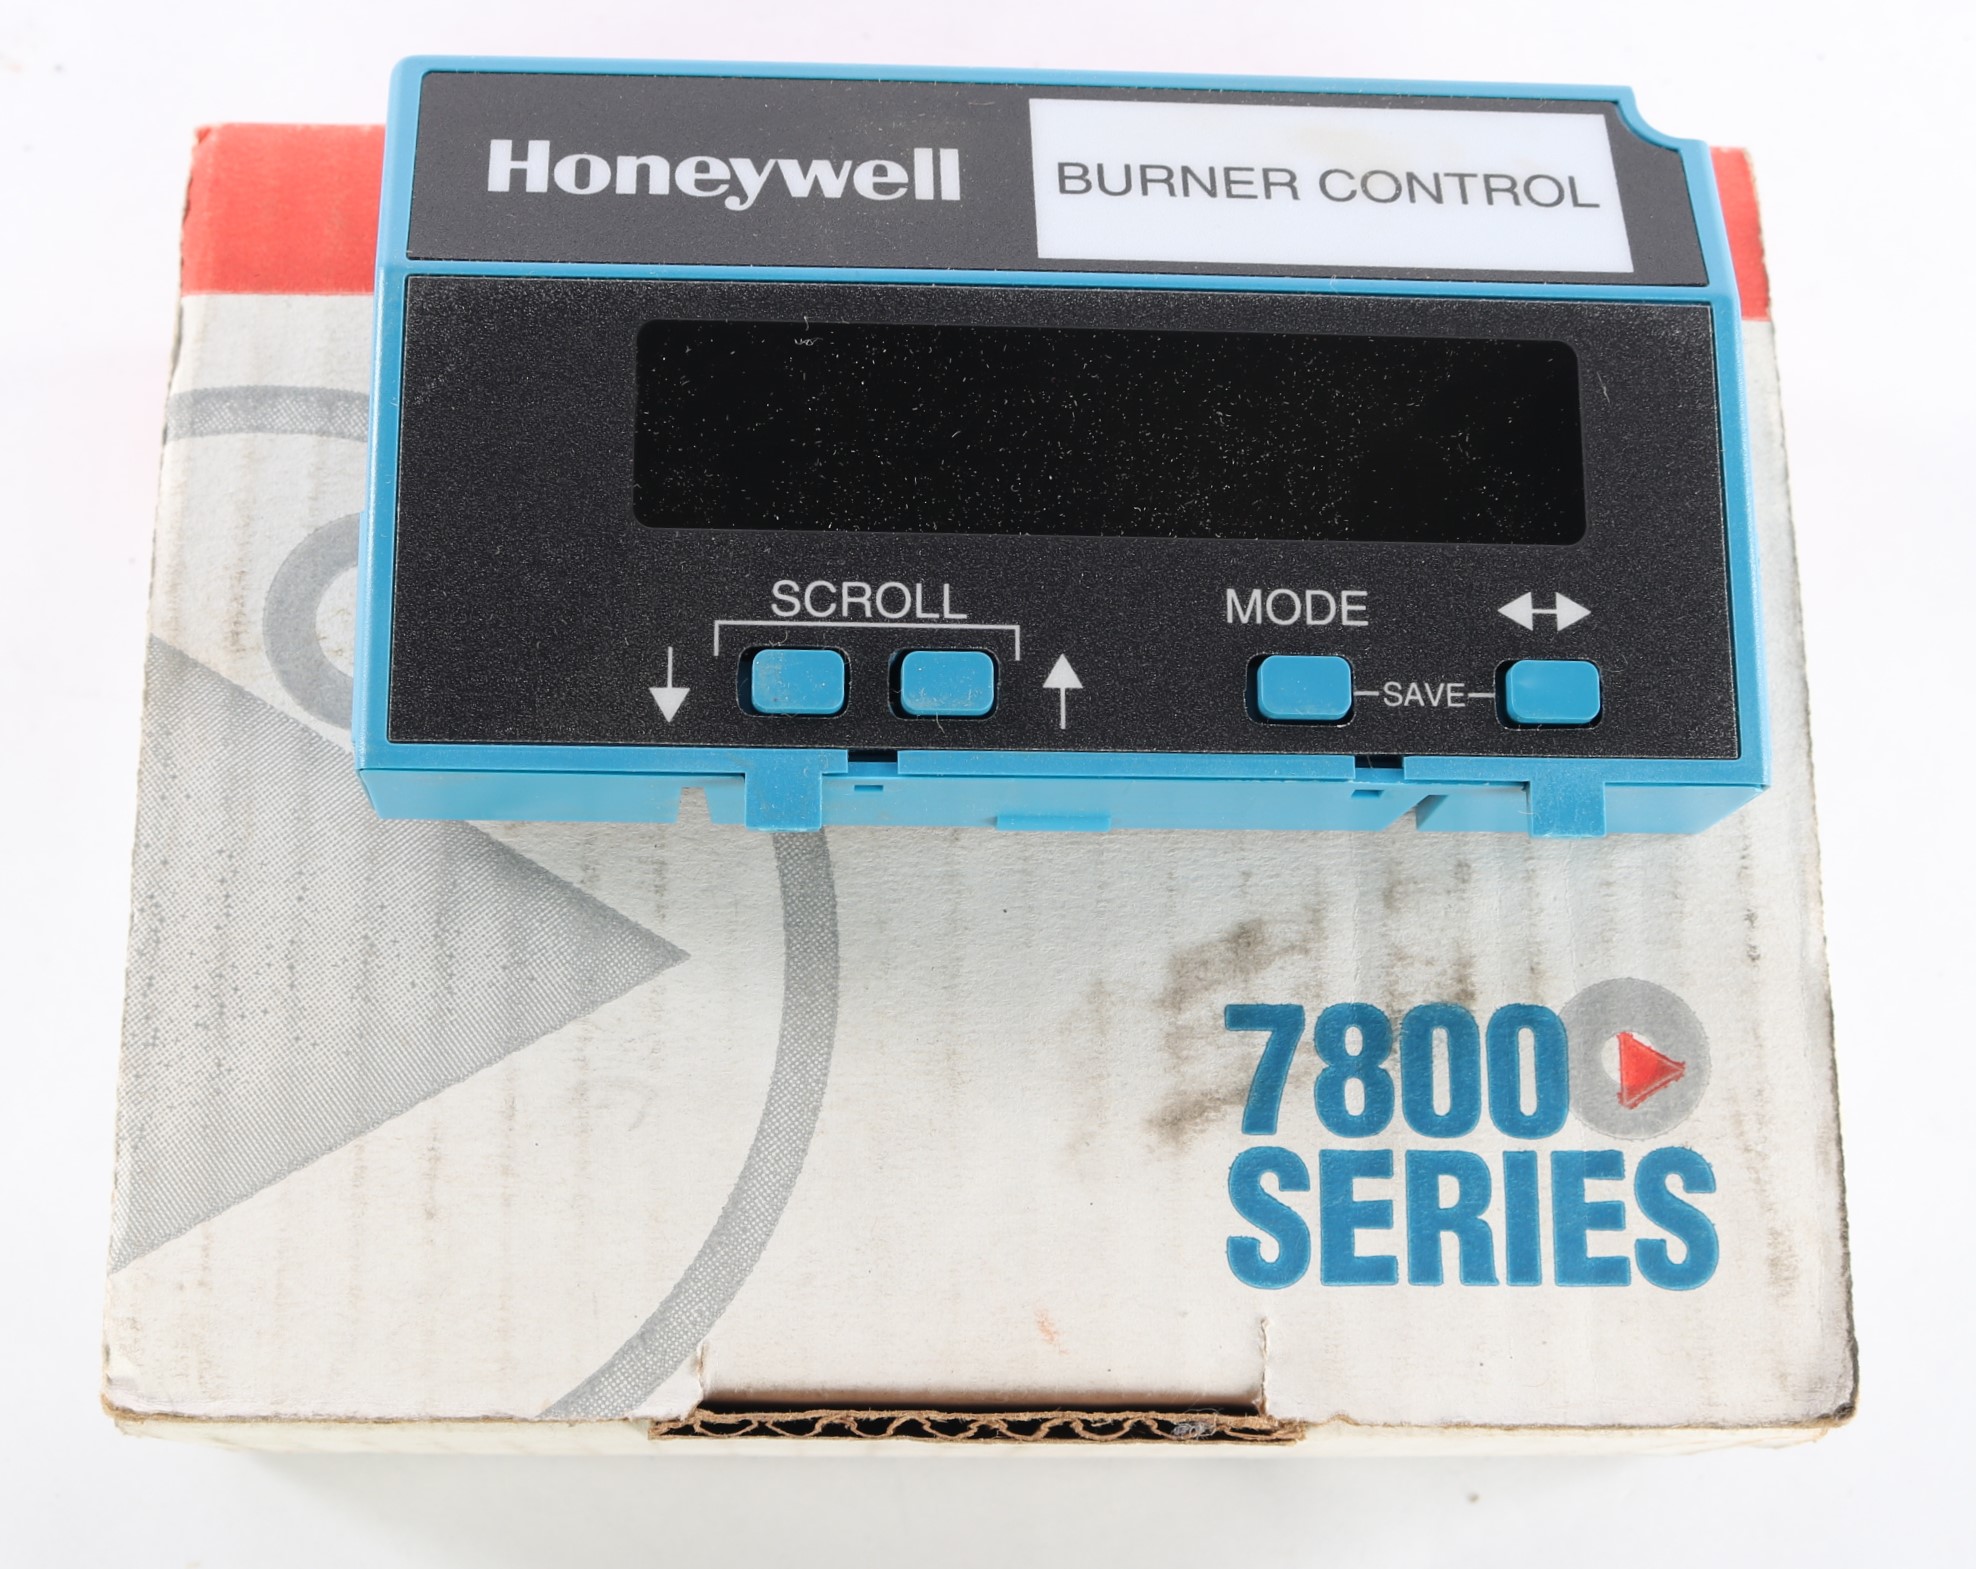 Honeywell
BURNER CONTROL
SCROLL
MODE
SAVE
7800
SERIES